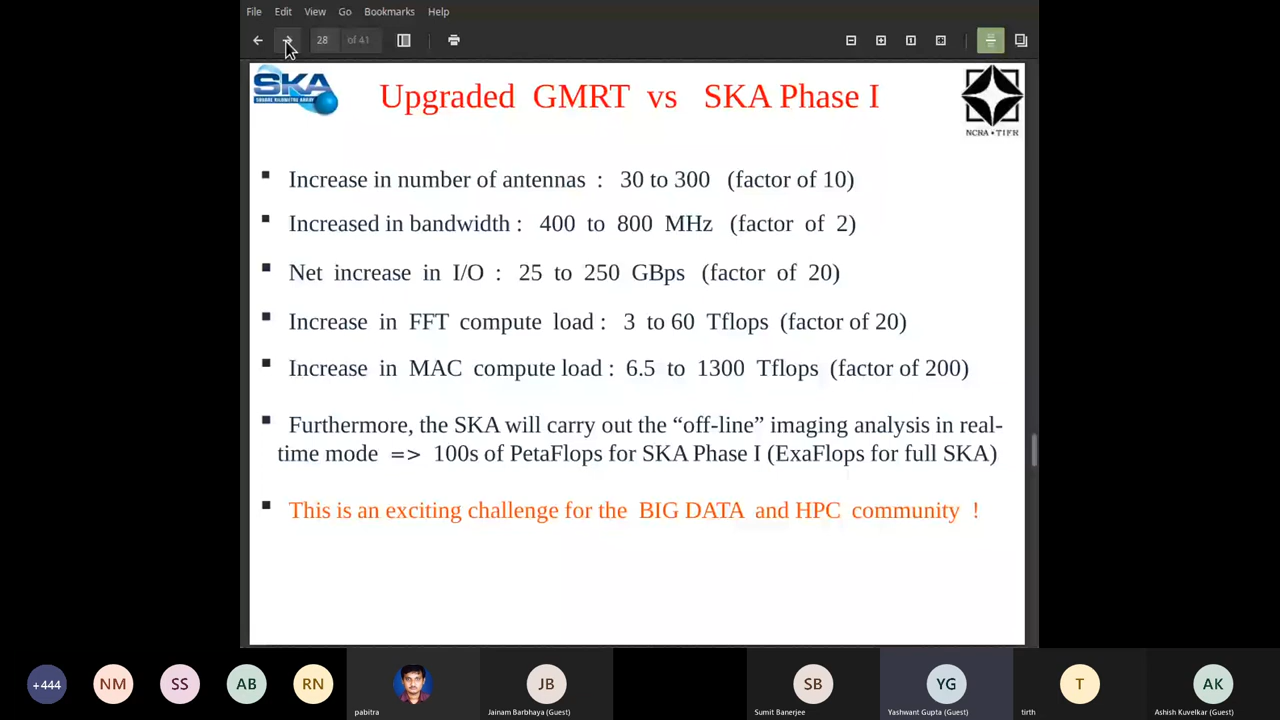 File Edit View Go Bookmarks Help
28 of 41
SKA
SQUARE KILOMETRE ARRAY
Upgraded GMRT vs SKA Phase I
NCRA • TIFR
▪ Increase in number of antennas : 30 to 300 (factor of 10)
▪ Increased in bandwidth : 400 to 800 MHz (factor of 2)
▪ Net increase in I/O : 25 to 250 GBps (factor of 20)
▪ Increase in FFT compute load : 3 to 60 Tflops (factor of 20)
▪ Increase in MAC compute load : 6.5 to 1300 Tflops (factor of 200)
▪ Furthermore, the SKA will carry out the “off-line” imaging analysis in real-
time mode => 100s of PetaFlops for SKA Phase I (ExaFlops for full SKA)
▪ This is an exciting challenge for the BIG DATA and HPC community !
+444 NM SS AB RN JB SB YG T AK
pabitra Jainam Barbhaya (Guest) Sumit Banerjee Yashwant Gupta (Guest) tirth Ashish Kuvelkar (Guest)